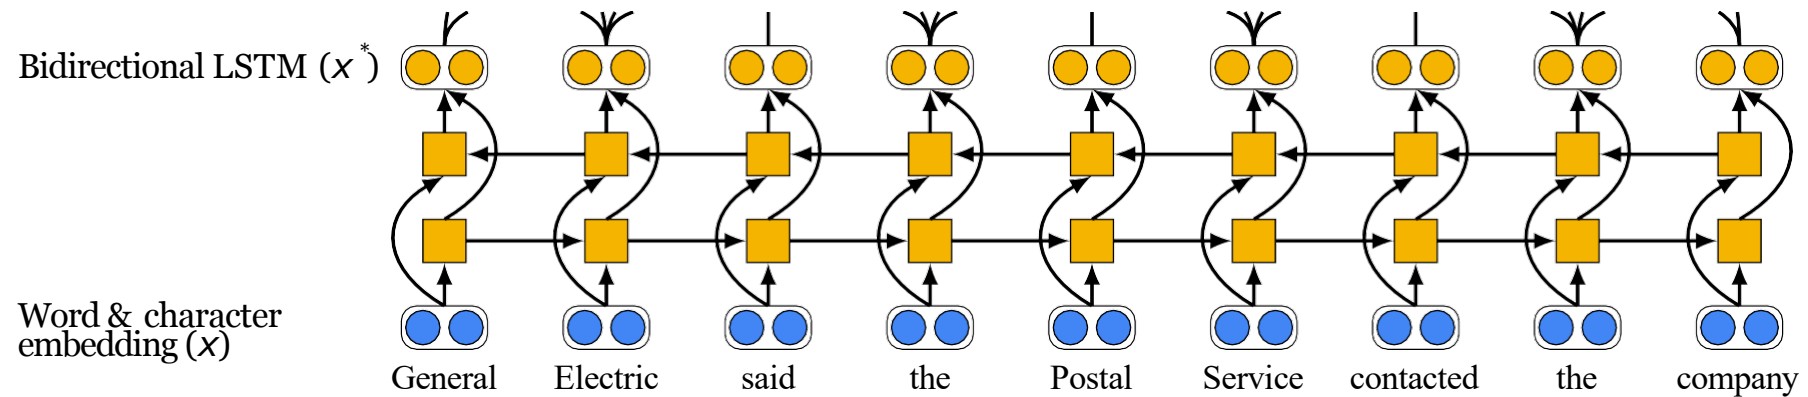 Bidirectional LSTM (x*)
Word & character
embedding (x)
General Electric said the Postal Service contacted the company